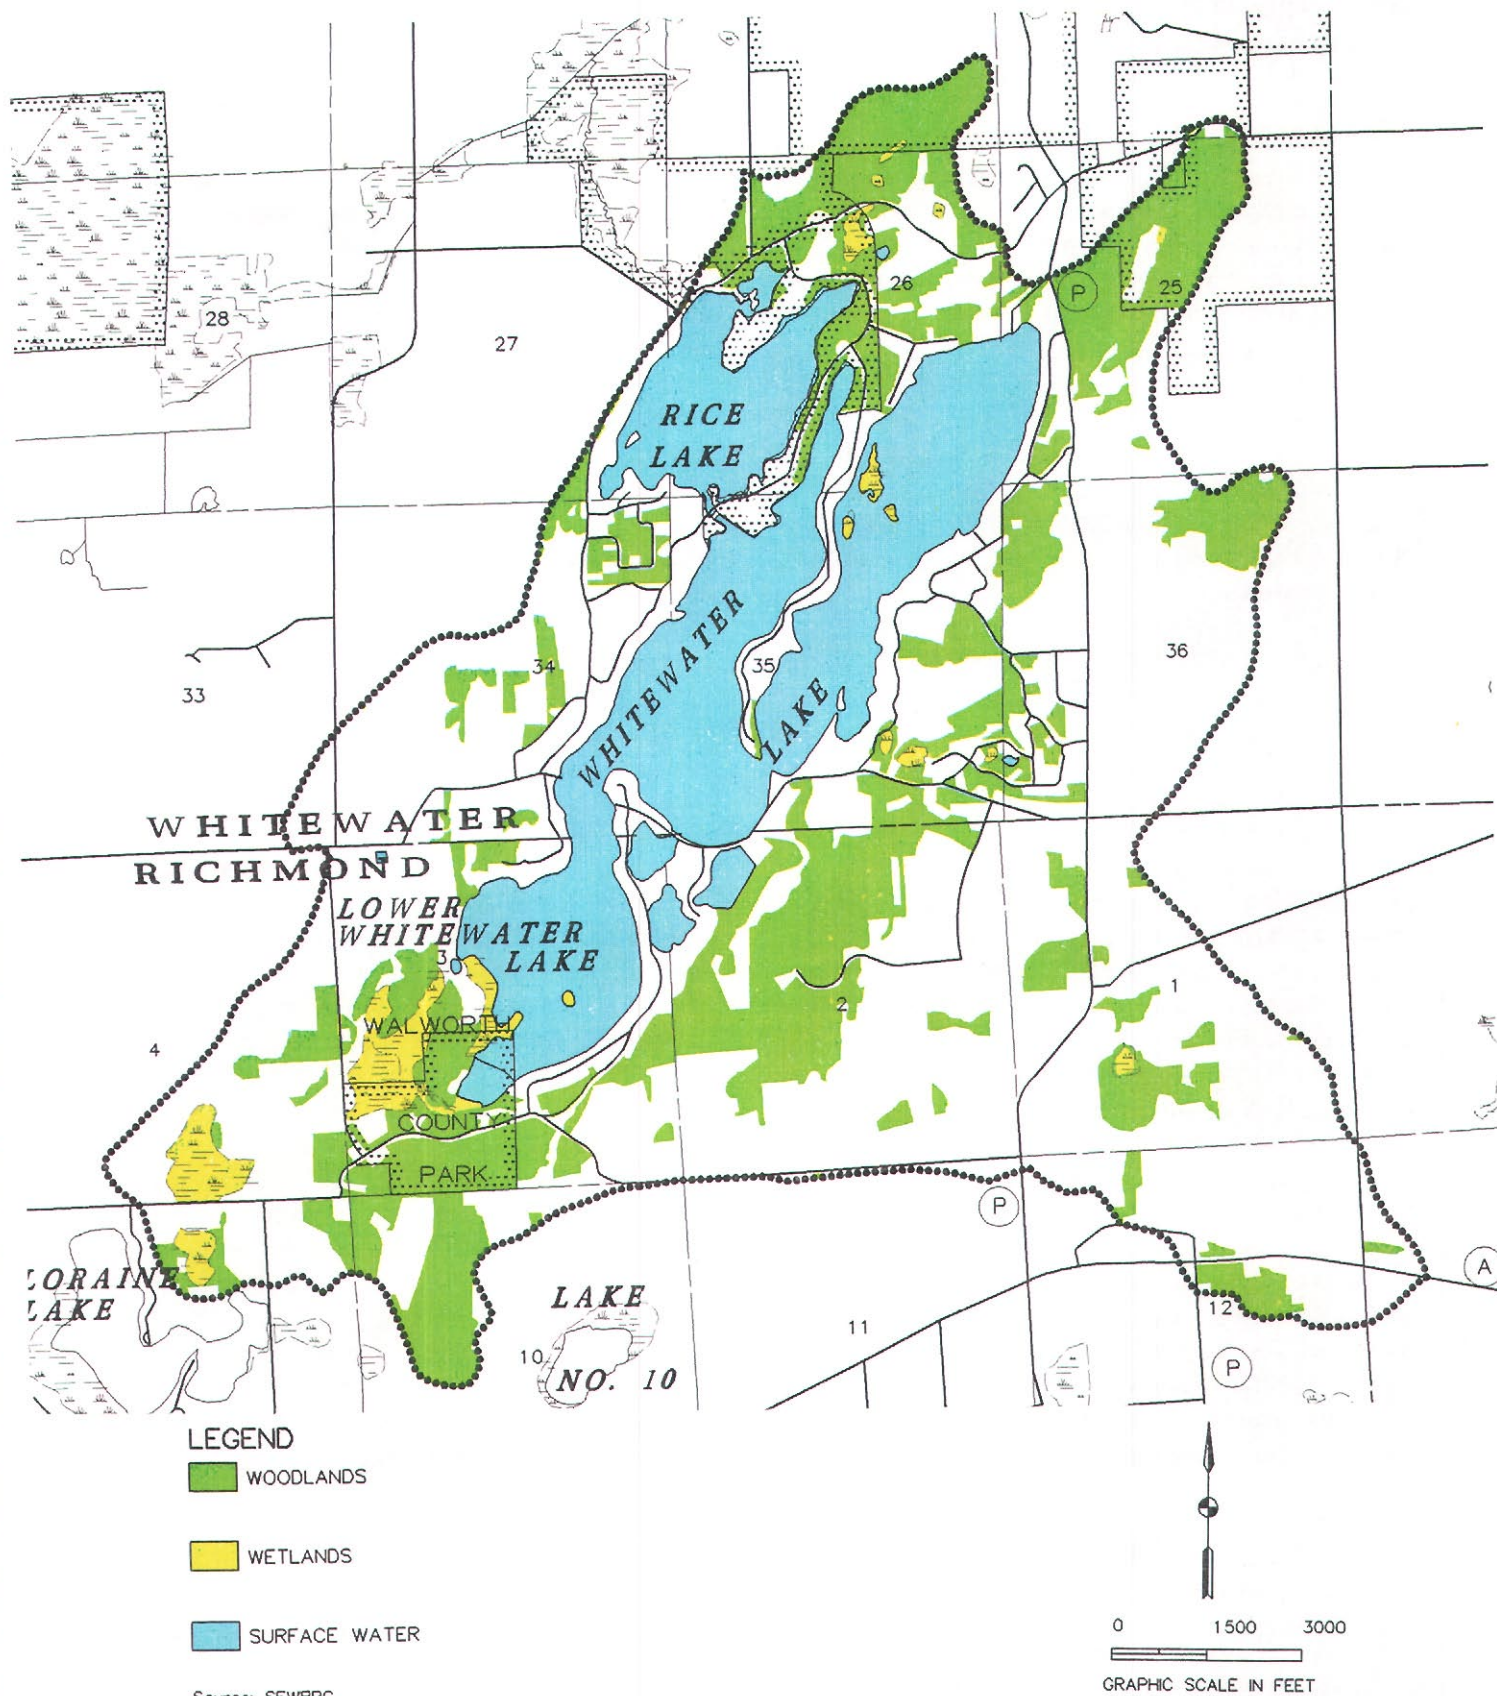 26
P
25
28
27
RICE
LAKE
34
35
36
33
WHITEWATER
LAKE
WHITEWATER
RICHMOND
LOWER
WHITEWATER
LAKE
3
WALWORTH
2
1
4
COUNTY
PARK
P
A
LORAINE
LAKE
LAKE
NO. 10
10
11
12
P
LEGEND
WOODLANDS
WETLANDS
SURFACE WATER
0 1500 3000
GRAPHIC SCALE IN FEET
Source: SEWRPC